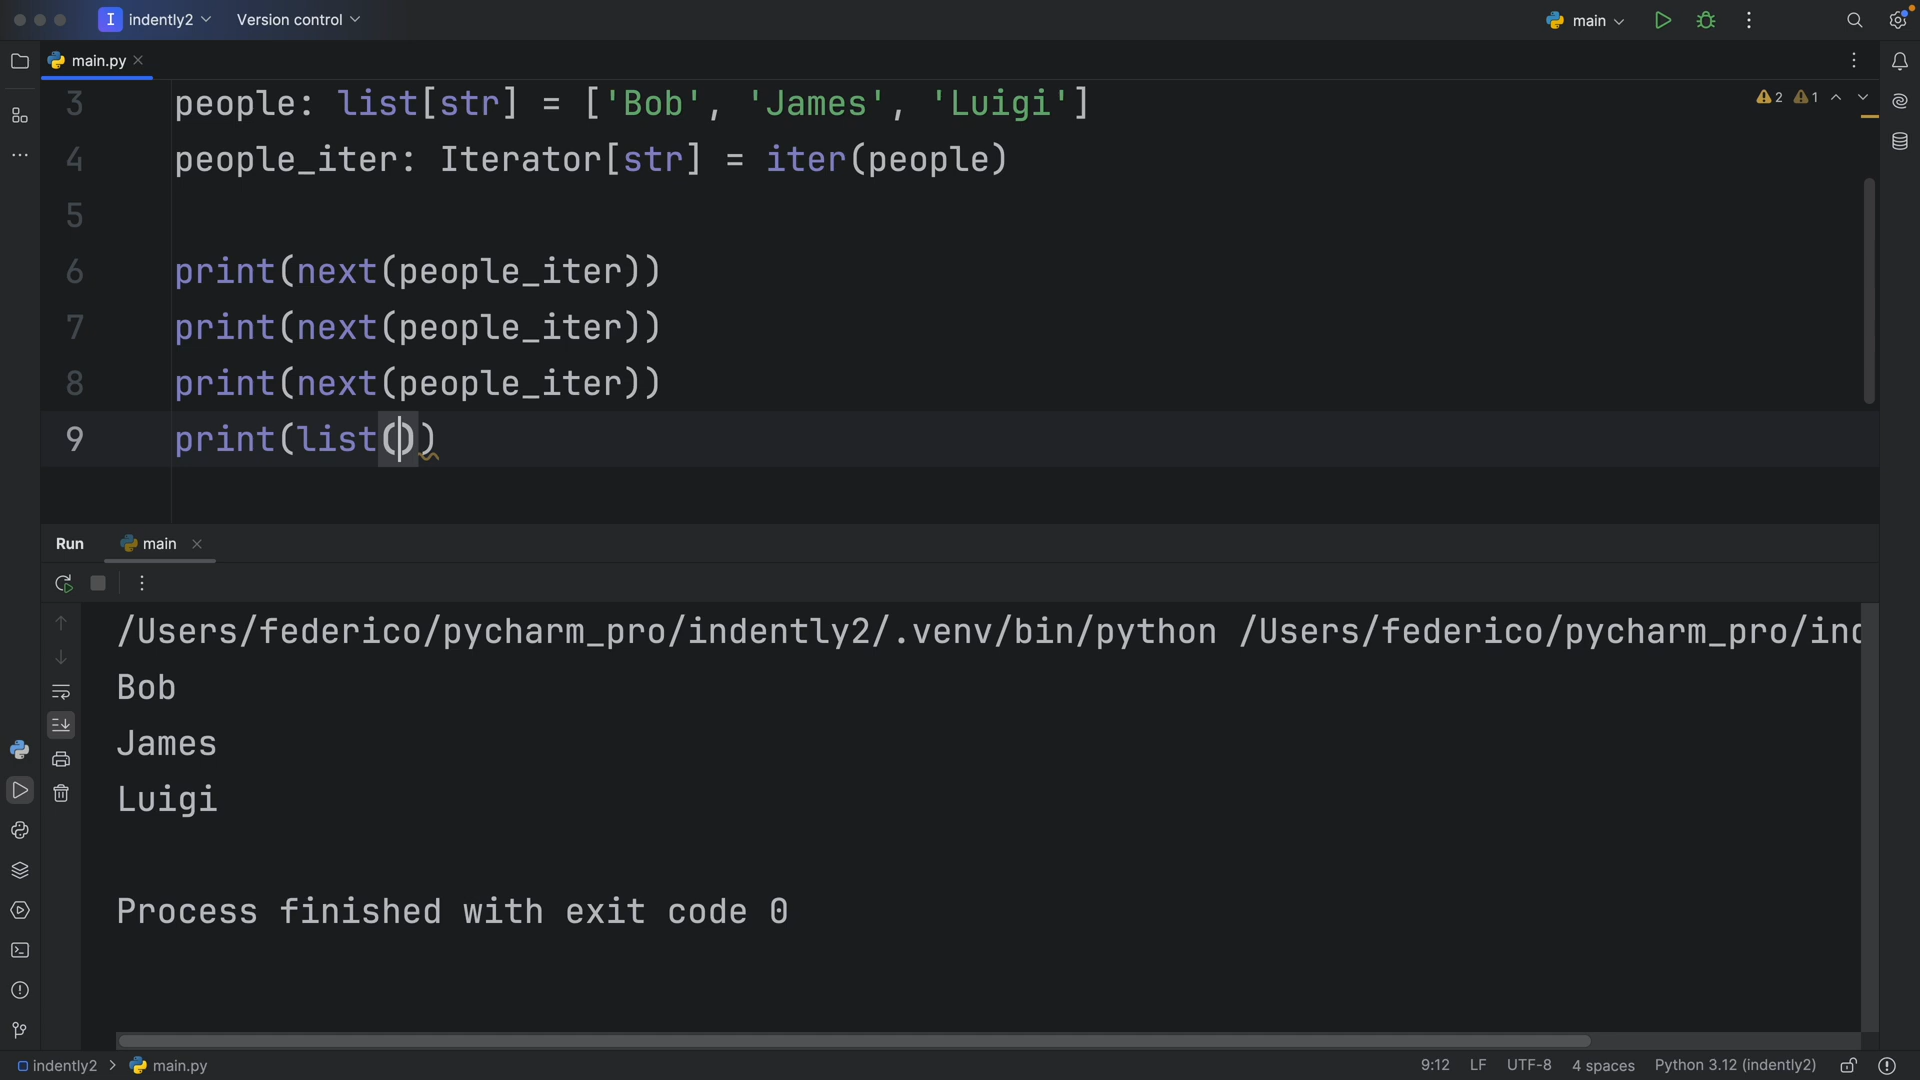 I indently2 Version control main
main.py
3 people: list[str] = ['Bob', 'James', 'Luigi'] 2 1
4 people_iter: Iterator[str] = iter(people)
5
6 print(next(people_iter))
7 print(next(people_iter))
8 print(next(people_iter))
9 print(list())
Run main
/Users/federico/pycharm_pro/indently2/.venv/bin/python /Users/federico/pycharm_pro/ind
Bob
James
Luigi
Process finished with exit code 0
indently2 > main.py 9:12 LF UTF-8 4 spaces Python 3.12 (indently2)